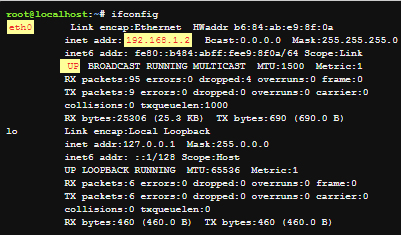 root@localhost:~# ifconfig
eth0 Link encap:Ethernet HWaddr b6:84:ab:e9:8f:0a
inet addr:192.168.1.2 Bcast:0.0.0.0 Mask:255.255.255.0
inet6 addr: fe80::b484:abff:fee9:8f0a/64 Scope:Link
UP BROADCAST RUNNING MULTICAST MTU:1500 Metric:1
RX packets:95 errors:0 dropped:4 overruns:0 frame:0
TX packets:9 errors:0 dropped:0 overruns:0 carrier:0
collisions:0 txqueuelen:1000
RX bytes:25306 (25.3 KB) TX bytes:690 (690.0 B)
lo Link encap:Local Loopback
inet addr:127.0.0.1 Mask:255.0.0.0
inet6 addr: ::1/128 Scope:Host
UP LOOPBACK RUNNING MTU:65536 Metric:1
RX packets:6 errors:0 dropped:0 overruns:0 frame:0
TX packets:6 errors:0 dropped:0 overruns:0 carrier:0
collisions:0 txqueuelen:0
RX bytes:460 (460.0 B) TX bytes:460 (460.0 B)